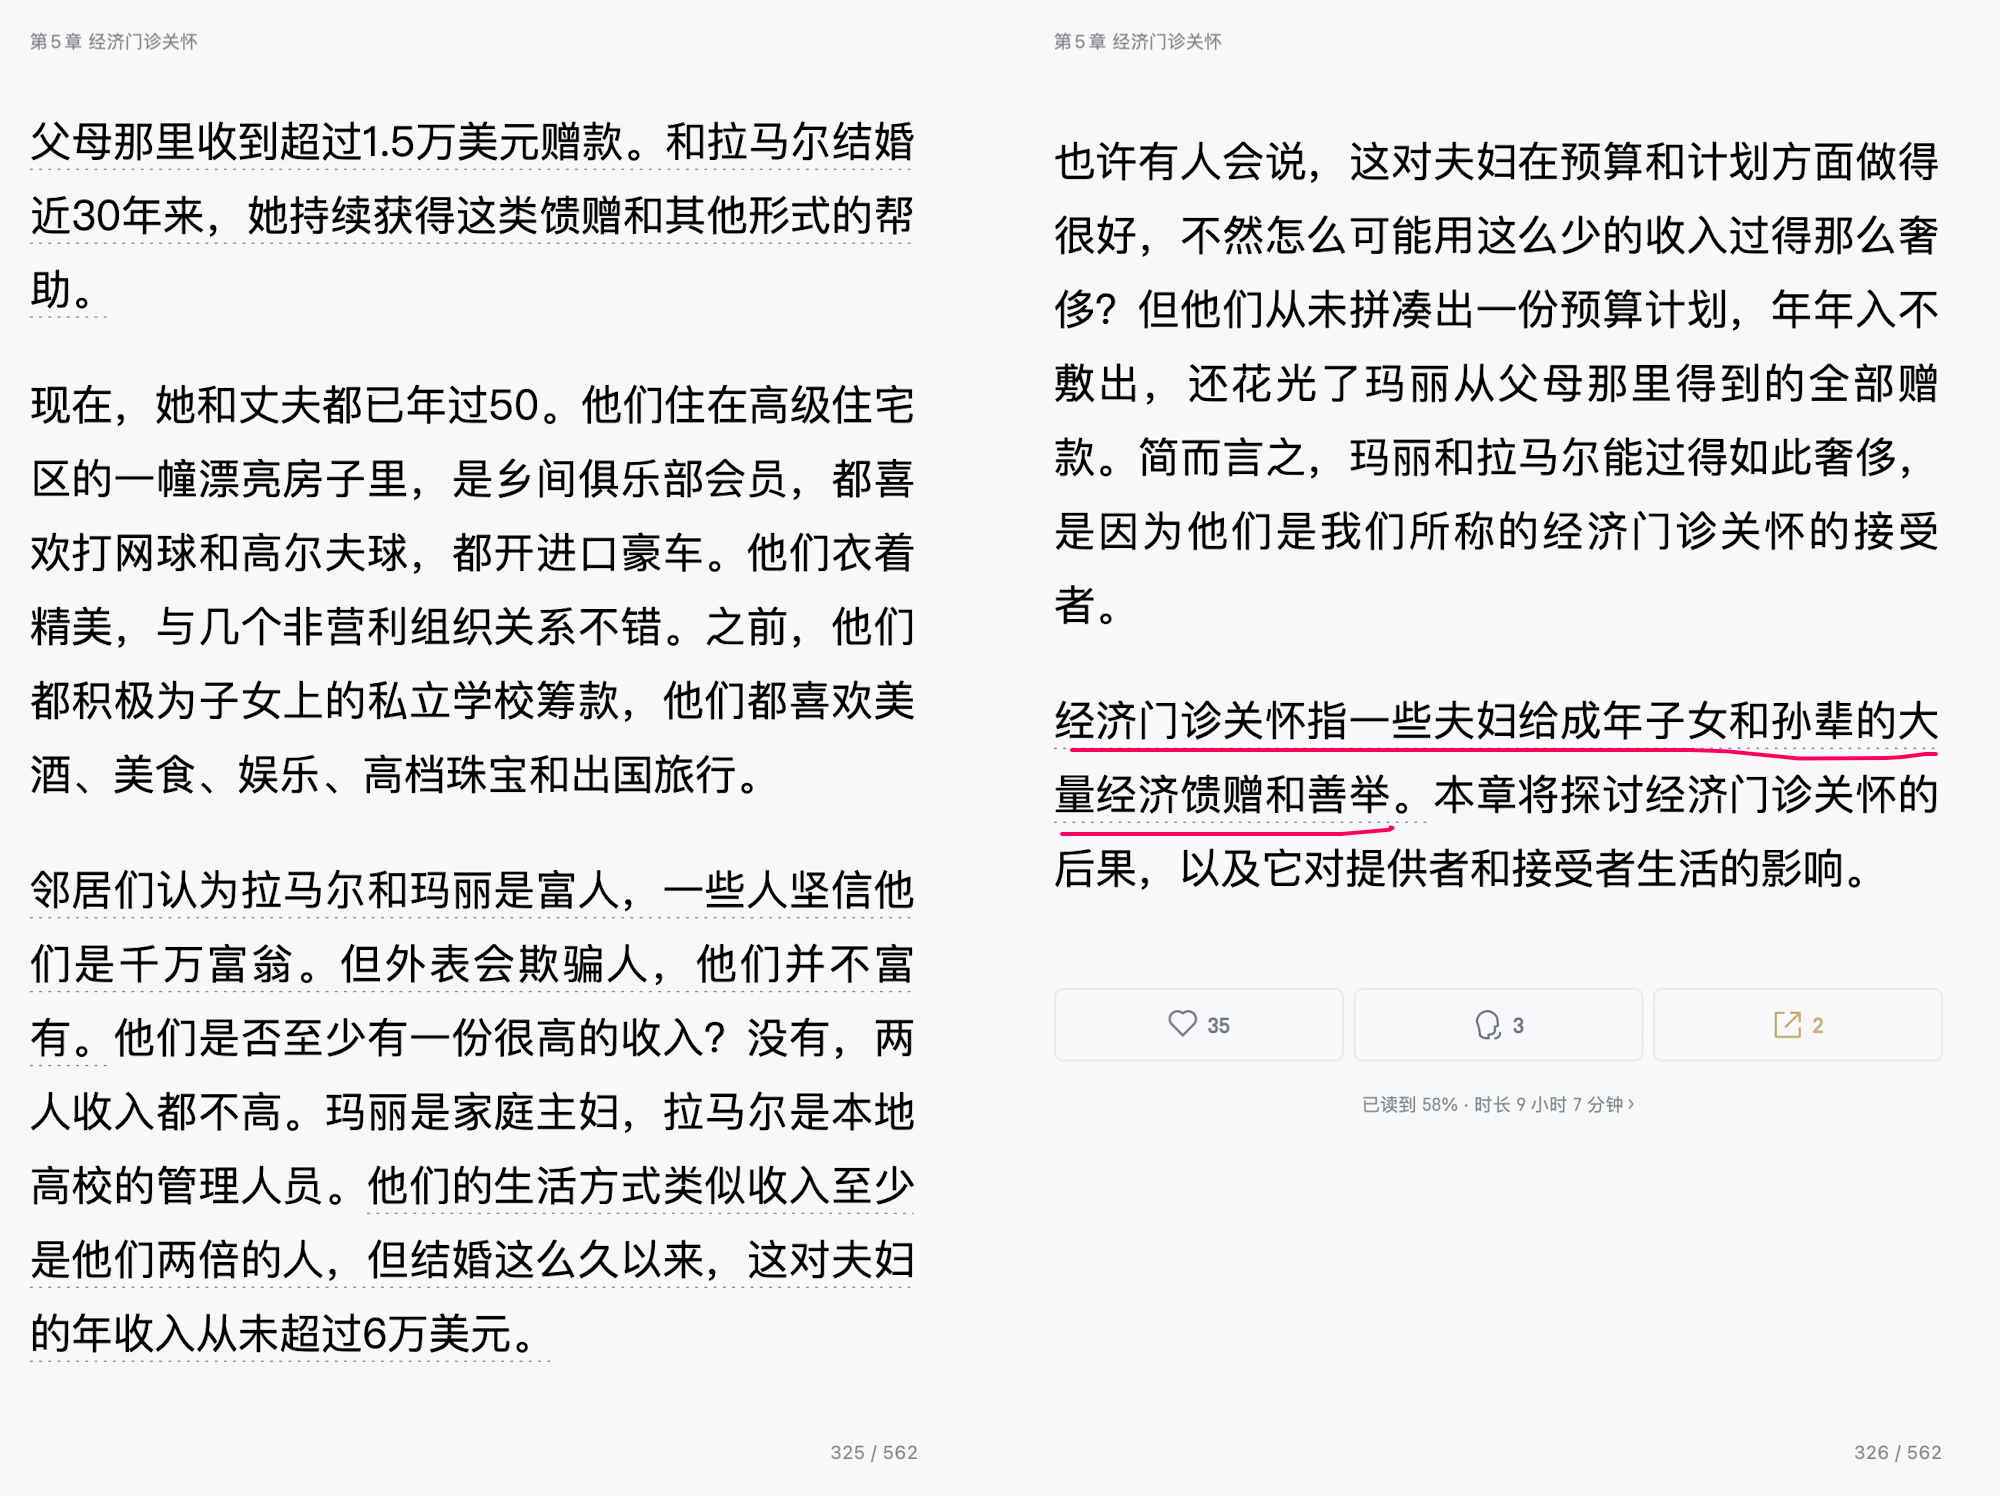 第5章 经济门诊关怀
父母那里收到超过1.5万美元赠款。和拉马尔结婚
近30年来，她持续获得这类馈赠和其他形式的帮
助。
现在，她和丈夫都已年过50。他们住在高级住宅
区的一幢漂亮房子里，是乡间俱乐部会员，都喜
欢打网球和高尔夫球，都开进口豪车。他们衣着
精美，与几个非营利组织关系不错。之前，他们
都积极为子女上的私立学校筹款，他们都喜欢美
酒、美食、娱乐、高档珠宝和出国旅行。
邻居们认为拉马尔和玛丽是富人，一些人坚信他
们是千万富翁。但外表会欺骗人，他们并不富
有。他们是否至少有一份很高的收入？没有，两
人收入都不高。玛丽是家庭主妇，拉马尔是本地
高校的管理人员。他们的生活方式类似收入至少
是他们两倍的人，但结婚这么久以来，这对夫妇
的年收入从未超过6万美元。
325 / 562
第5章 经济门诊关怀
也许有人会说，这对夫妇在预算和计划方面做得
很好，不然怎么可能用这么少的收入过得那么奢
侈？但他们从未拼凑出一份预算计划，年年入不
敷出，还花光了玛丽从父母那里得到的全部赠
款。简而言之，玛丽和拉马尔能过得如此奢侈，
是因为他们是我们所称的经济门诊关怀的接受
者。
经济门诊关怀指一些夫妇给成年子女和孙辈的大
量经济馈赠和善举。本章将探讨经济门诊关怀的
后果，以及它对提供者和接受者生活的影响。
35
3
2
已读到 58% · 时长 9 小时 7 分钟 ›
326 / 562